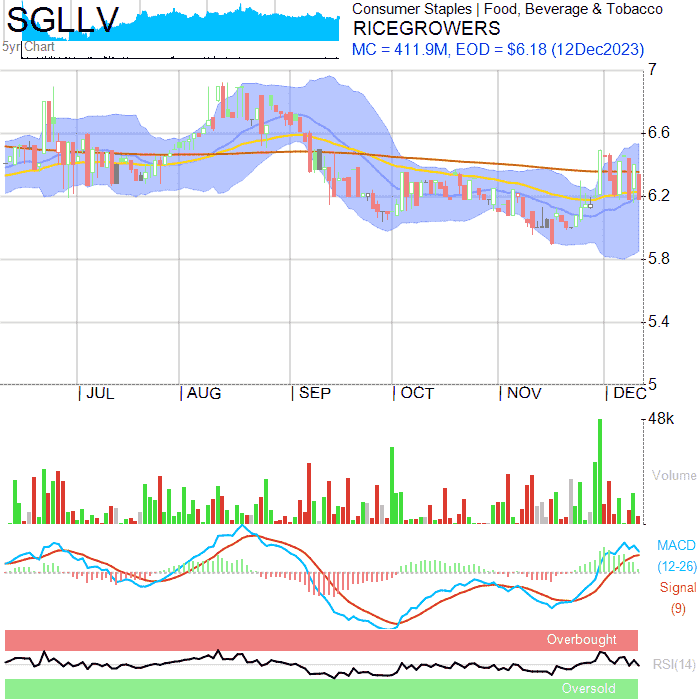 SGLLV
Consumer Staples | Food, Beverage & Tobacco
RICEGROWERS
MC = 411.9M, EOD = $6.18 (12Dec2023)
5yr Chart
7
6.6
6.2
5.8
5.4
5
| JUL | AUG | SEP | OCT | NOV | DEC
48k
Volume
MACD
(12-26)
Signal
(9)
Overbought
RSI(14)
Oversold